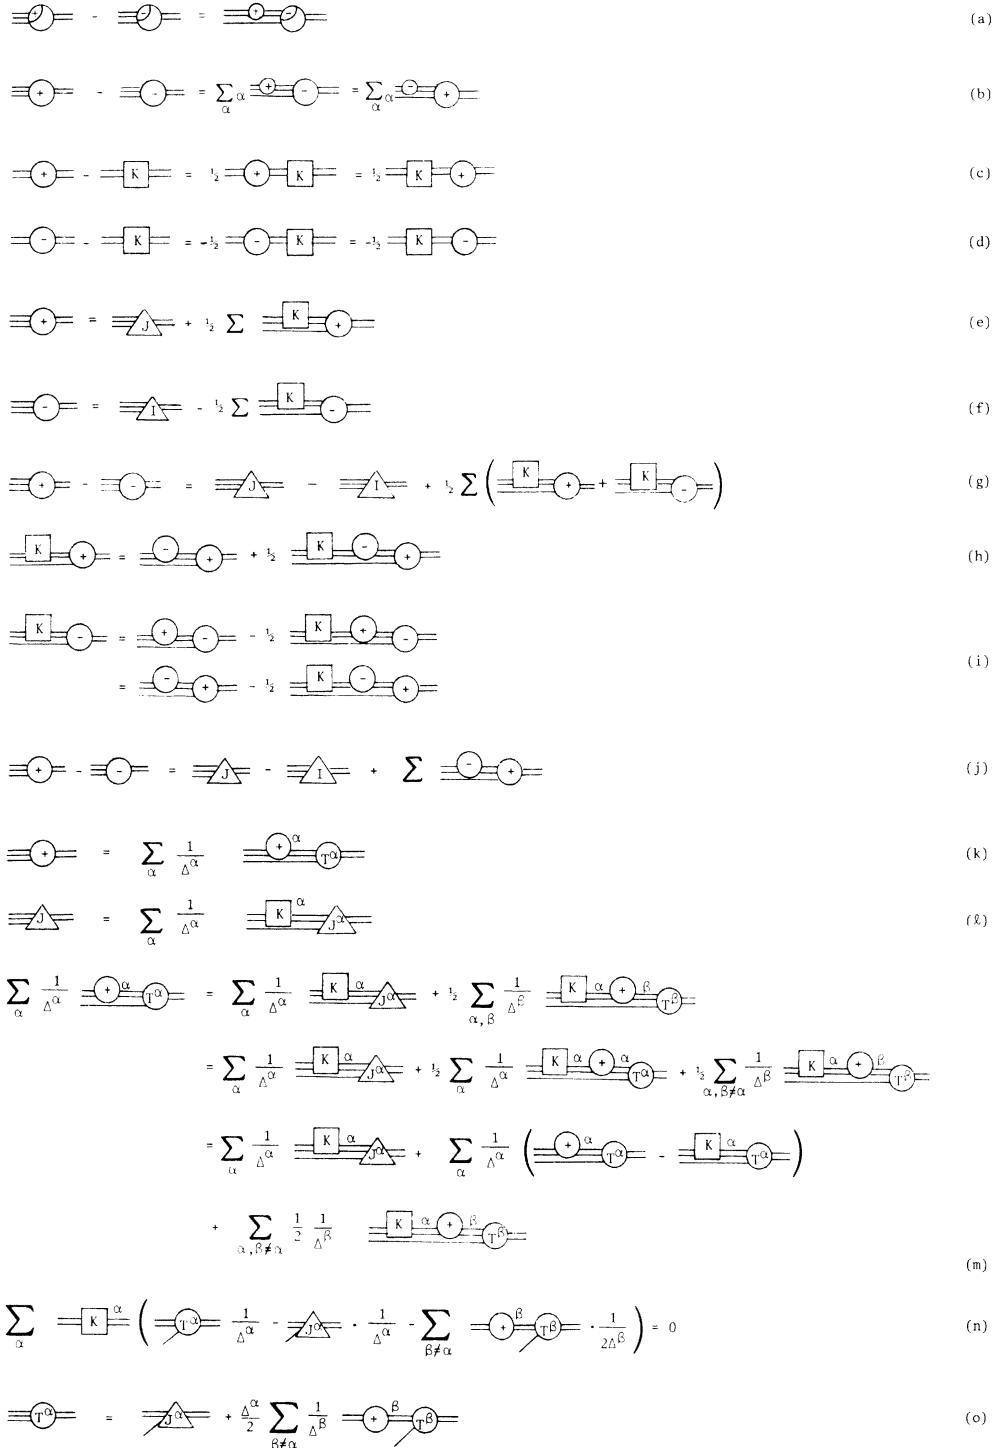 + - - = + - (a)
+ - - = ∑ α α + - = ∑ α α - + (b)
+ - K = ½ + K = ½ K + (c)
- - K = -½ - K = -½ K - (d)
+ = J + ½ ∑ K + (e)
- = I - ½ ∑ K - (f)
+ - - = J - I + ½ ∑ ( K + + K - ) (g)
K + = - + + ½ K - + (h)
K - = + - - ½ K + -
= - + - ½ K - + (i)
+ - - = J - I + ∑ - + (j)
+ = ∑ α 1/Δ^α + α T^α (k)
J = ∑ α 1/Δ^α K α J^α (ℓ)
∑ α 1/Δ^α + α T^α = ∑ α 1/Δ^α K α J^α + ½ ∑ α,β 1/Δ^β K α + β T^β
= ∑ α 1/Δ^α K α J^α + ½ ∑ α 1/Δ^α K α + α T^α + ½ ∑ α,β≠α 1/Δ^β K α + β T^β
= ∑ α 1/Δ^α K α J^α + ∑ α 1/Δ^α ( + α T^α - K α T^α )
+ ∑ α,β≠α 1/2 1/Δ^β K α + β T^β
(m)
∑ α K α ( T^α 1/Δ^α - J^α · 1/Δ^α - ∑ β≠α + β T^β · 1/2Δ^β ) = 0 (n)
T^α = J^α + Δ^α/2 ∑ β≠α 1/Δ^β + β T^β (o)